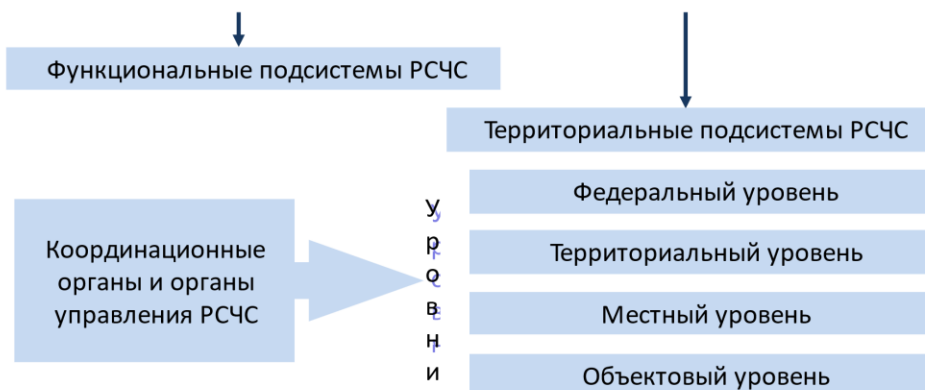 Функциональные подсистемы РСЧС
Территориальные подсистемы РСЧС
Координационные
органы и органы
управления РСЧС
Уровни
Федеральный уровень
Территориальный уровень
Местный уровень
Объектовый уровень